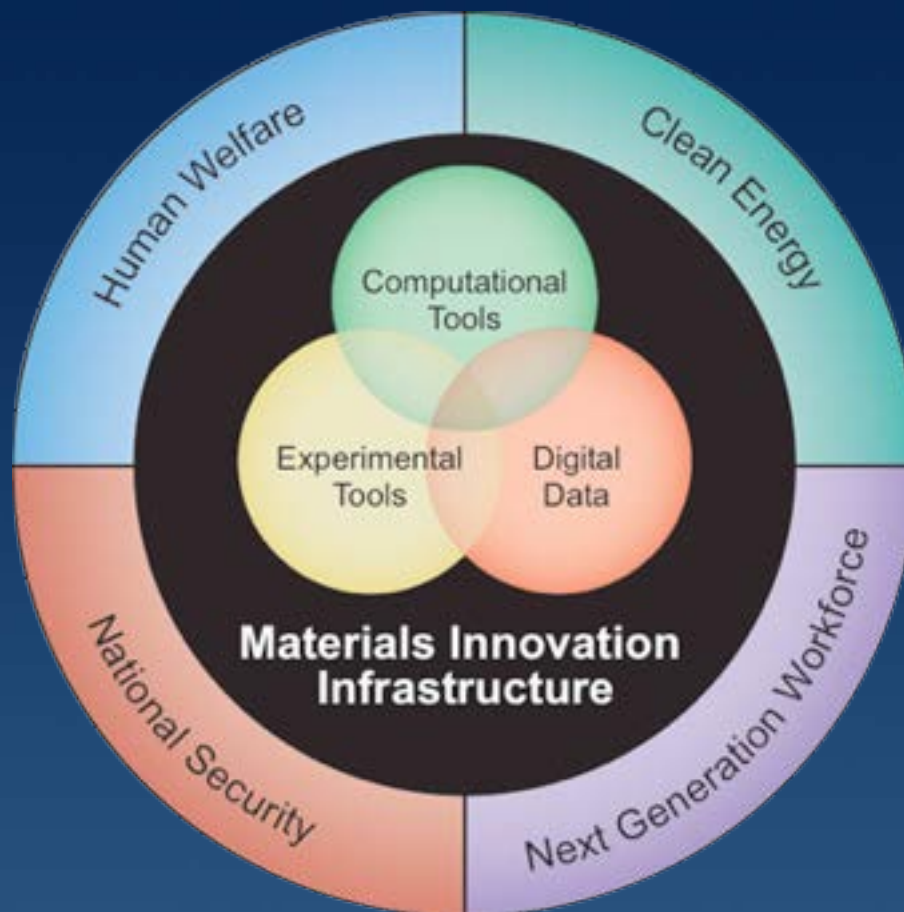 Human Welfare
Clean Energy
Computational
Tools
Experimental
Tools
Digital
Data
Materials Innovation
Infrastructure
National Security
Next Generation Workforce